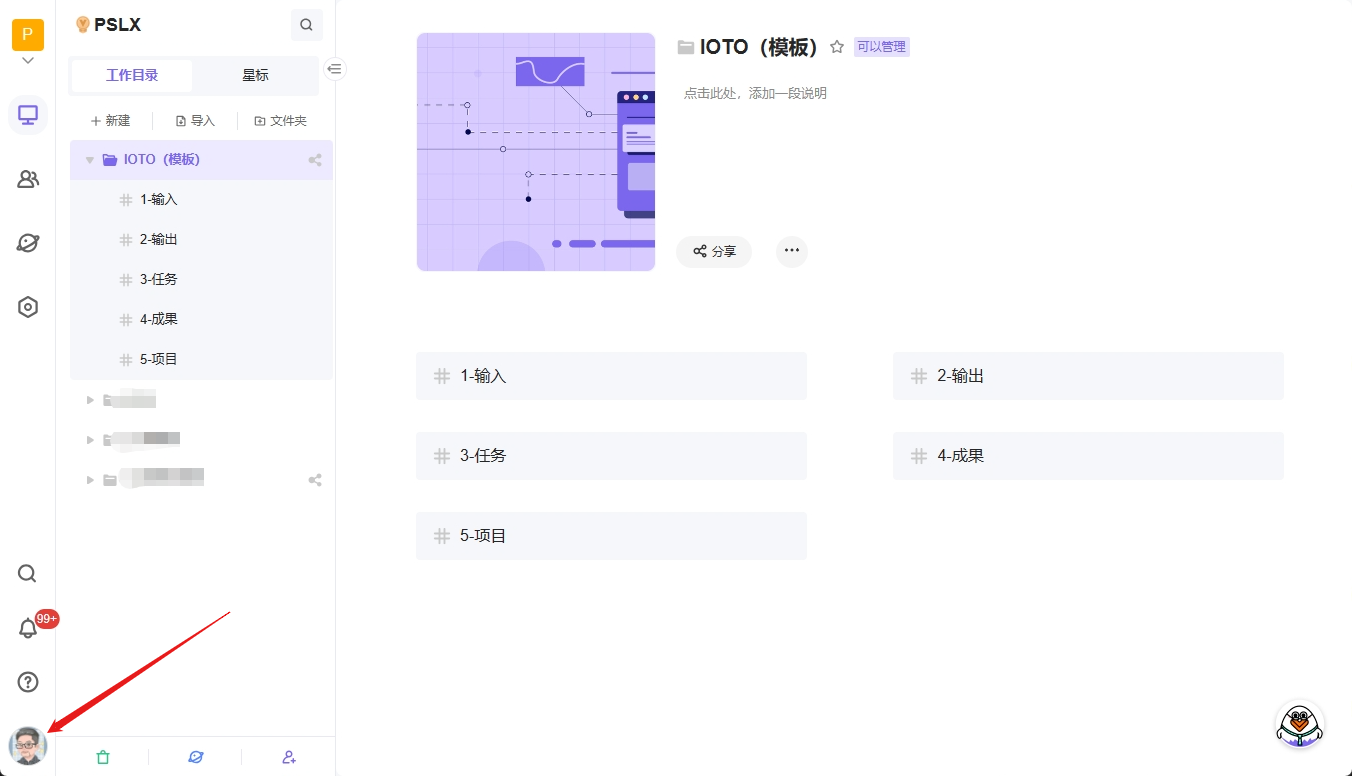 P
PSLX
工作目录
星标
新建
导入
文件夹
IOTO（模板）
1-输入
2-输出
3-任务
4-成果
5-项目
99+
IOTO（模板）
可以管理
点击此处，添加一段说明
分享
1-输入
2-输出
3-任务
4-成果
5-项目